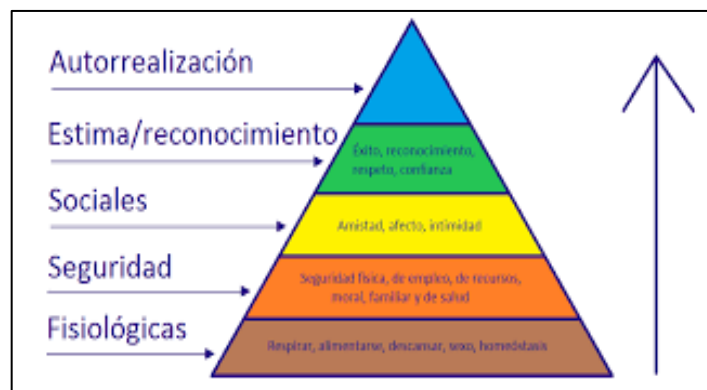 Autorrealización
Estima/reconocimiento
Éxito, reconocimiento,
respeto, confianza
Sociales
Amistad, afecto, intimidad
Seguridad
Seguridad física, de empleo, de recursos,
moral, familiar y de salud
Fisiológicas
Respirar, alimentarse, descansar, sexo, homeóstasis